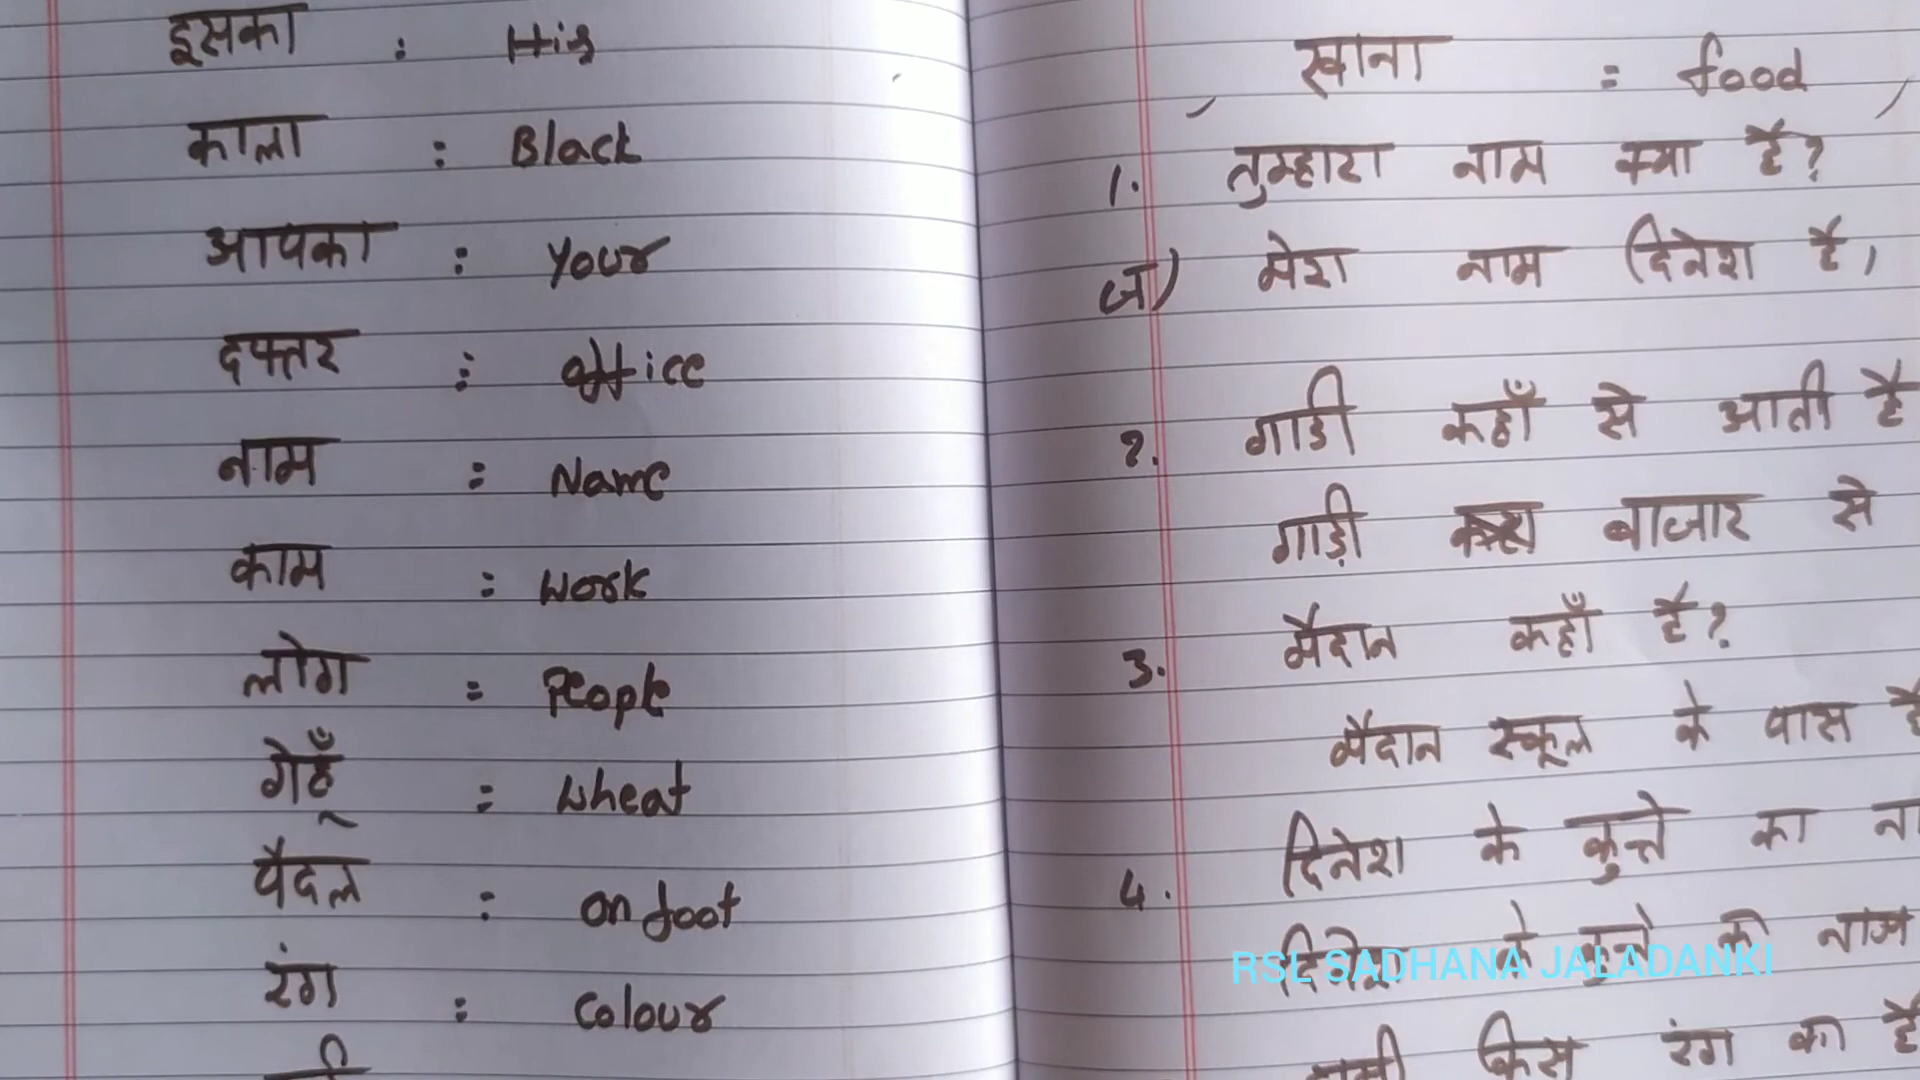 इसका : His
काला : Black
आपका : Your
दफ्तर : office
नाम : Name
काम : work
लोग : People
गेहूँ : wheat
पैदल : on foot
रंग : Colour
खाना : food
1. तुम्हारा नाम क्या है?
ज) मेरा नाम दिनेश है,
2. गाडी कहाँ से आती है
गाड़ी बाजार से
3. मैदान कहाँ है?
मैदान स्कूल के पास है
4. दिनेश के कुत्ते का ना
दिनेश के कुत्ते का नाम
RSL SADHANA JALADANKI
किस रंग का है